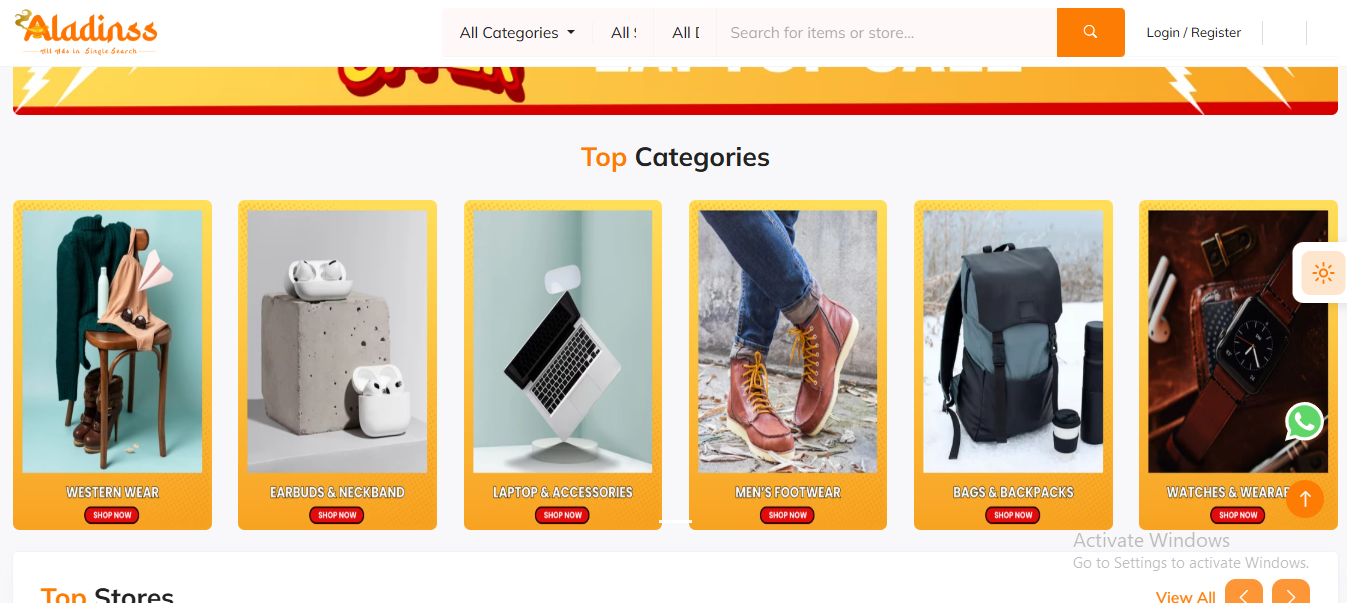 Aladinss
All Ads in Single Search
All Categories
All S
All D
Search for items or store...
Login / Register
LAPTOP SALE
Top Categories
WESTERN WEAR
EARBUDS & NECKBAND
LAPTOP & ACCESSORIES
MEN'S FOOTWEAR
BAGS & BACKPACKS
WATCHES & WEARAB
SHOP NOW
SHOP NOW
SHOP NOW
SHOP NOW
SHOP NOW
SHOP NOW
Activate Windows
Go to Settings to activate Windows.
Top Stores
View All